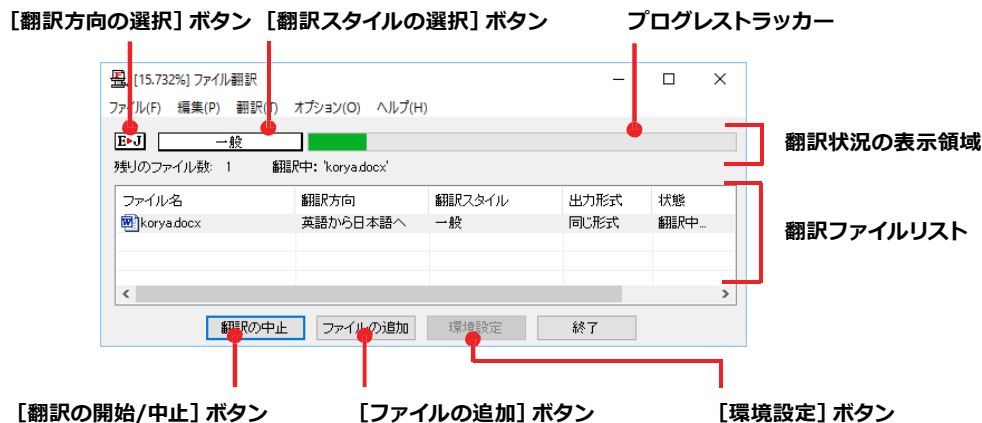 [翻訳方向の選択] ボタン [翻訳スタイルの選択] ボタン プログレストラッカー
[15.732%] ファイル翻訳
ファイル(F) 編集(P) 翻訳(T) オプション(O) ヘルプ(H)
E▸J 一般
翻訳状況の表示領域
残りのファイル数: 1 翻訳中: 'korya.docx'
ファイル名 翻訳方向 翻訳スタイル 出力形式 状態
korya.docx 英語から日本語へ 一般 同じ形式 翻訳中...
翻訳ファイルリスト
翻訳の中止 ファイルの追加 環境設定 終了
[翻訳の開始/中止] ボタン [ファイルの追加] ボタン [環境設定] ボタン